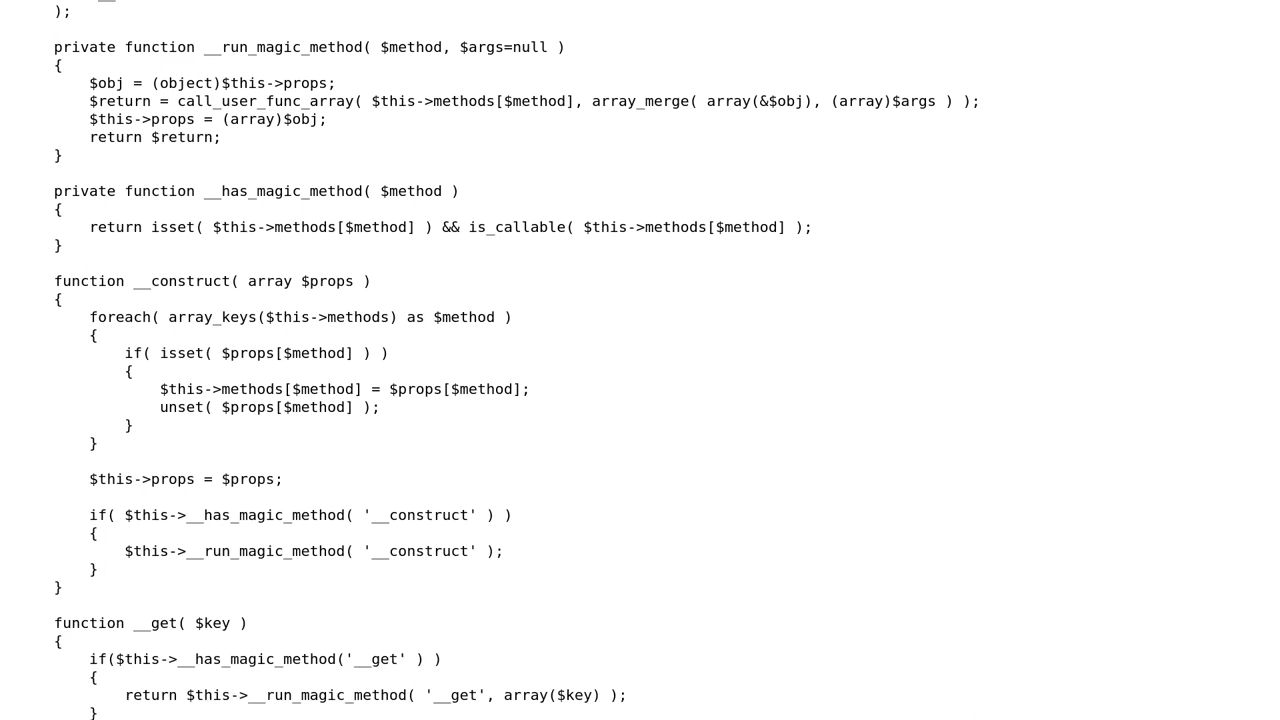 );
private function __run_magic_method( $method, $args=null )
{
$obj = (object)$this->props;
$return = call_user_func_array( $this->methods[$method], array_merge( array(&$obj), (array)$args ) );
$this->props = (array)$obj;
return $return;
}
private function __has_magic_method( $method )
{
return isset( $this->methods[$method] ) && is_callable( $this->methods[$method] );
}
function __construct( array $props )
{
foreach( array_keys($this->methods) as $method )
{
if( isset( $props[$method] ) )
{
$this->methods[$method] = $props[$method];
unset( $props[$method] );
}
}
$this->props = $props;
if( $this->__has_magic_method( '__construct' ) )
{
$this->__run_magic_method( '__construct' );
}
}
function __get( $key )
{
if($this->__has_magic_method('__get' ) )
{
return $this->__run_magic_method( '__get', array($key) );
}